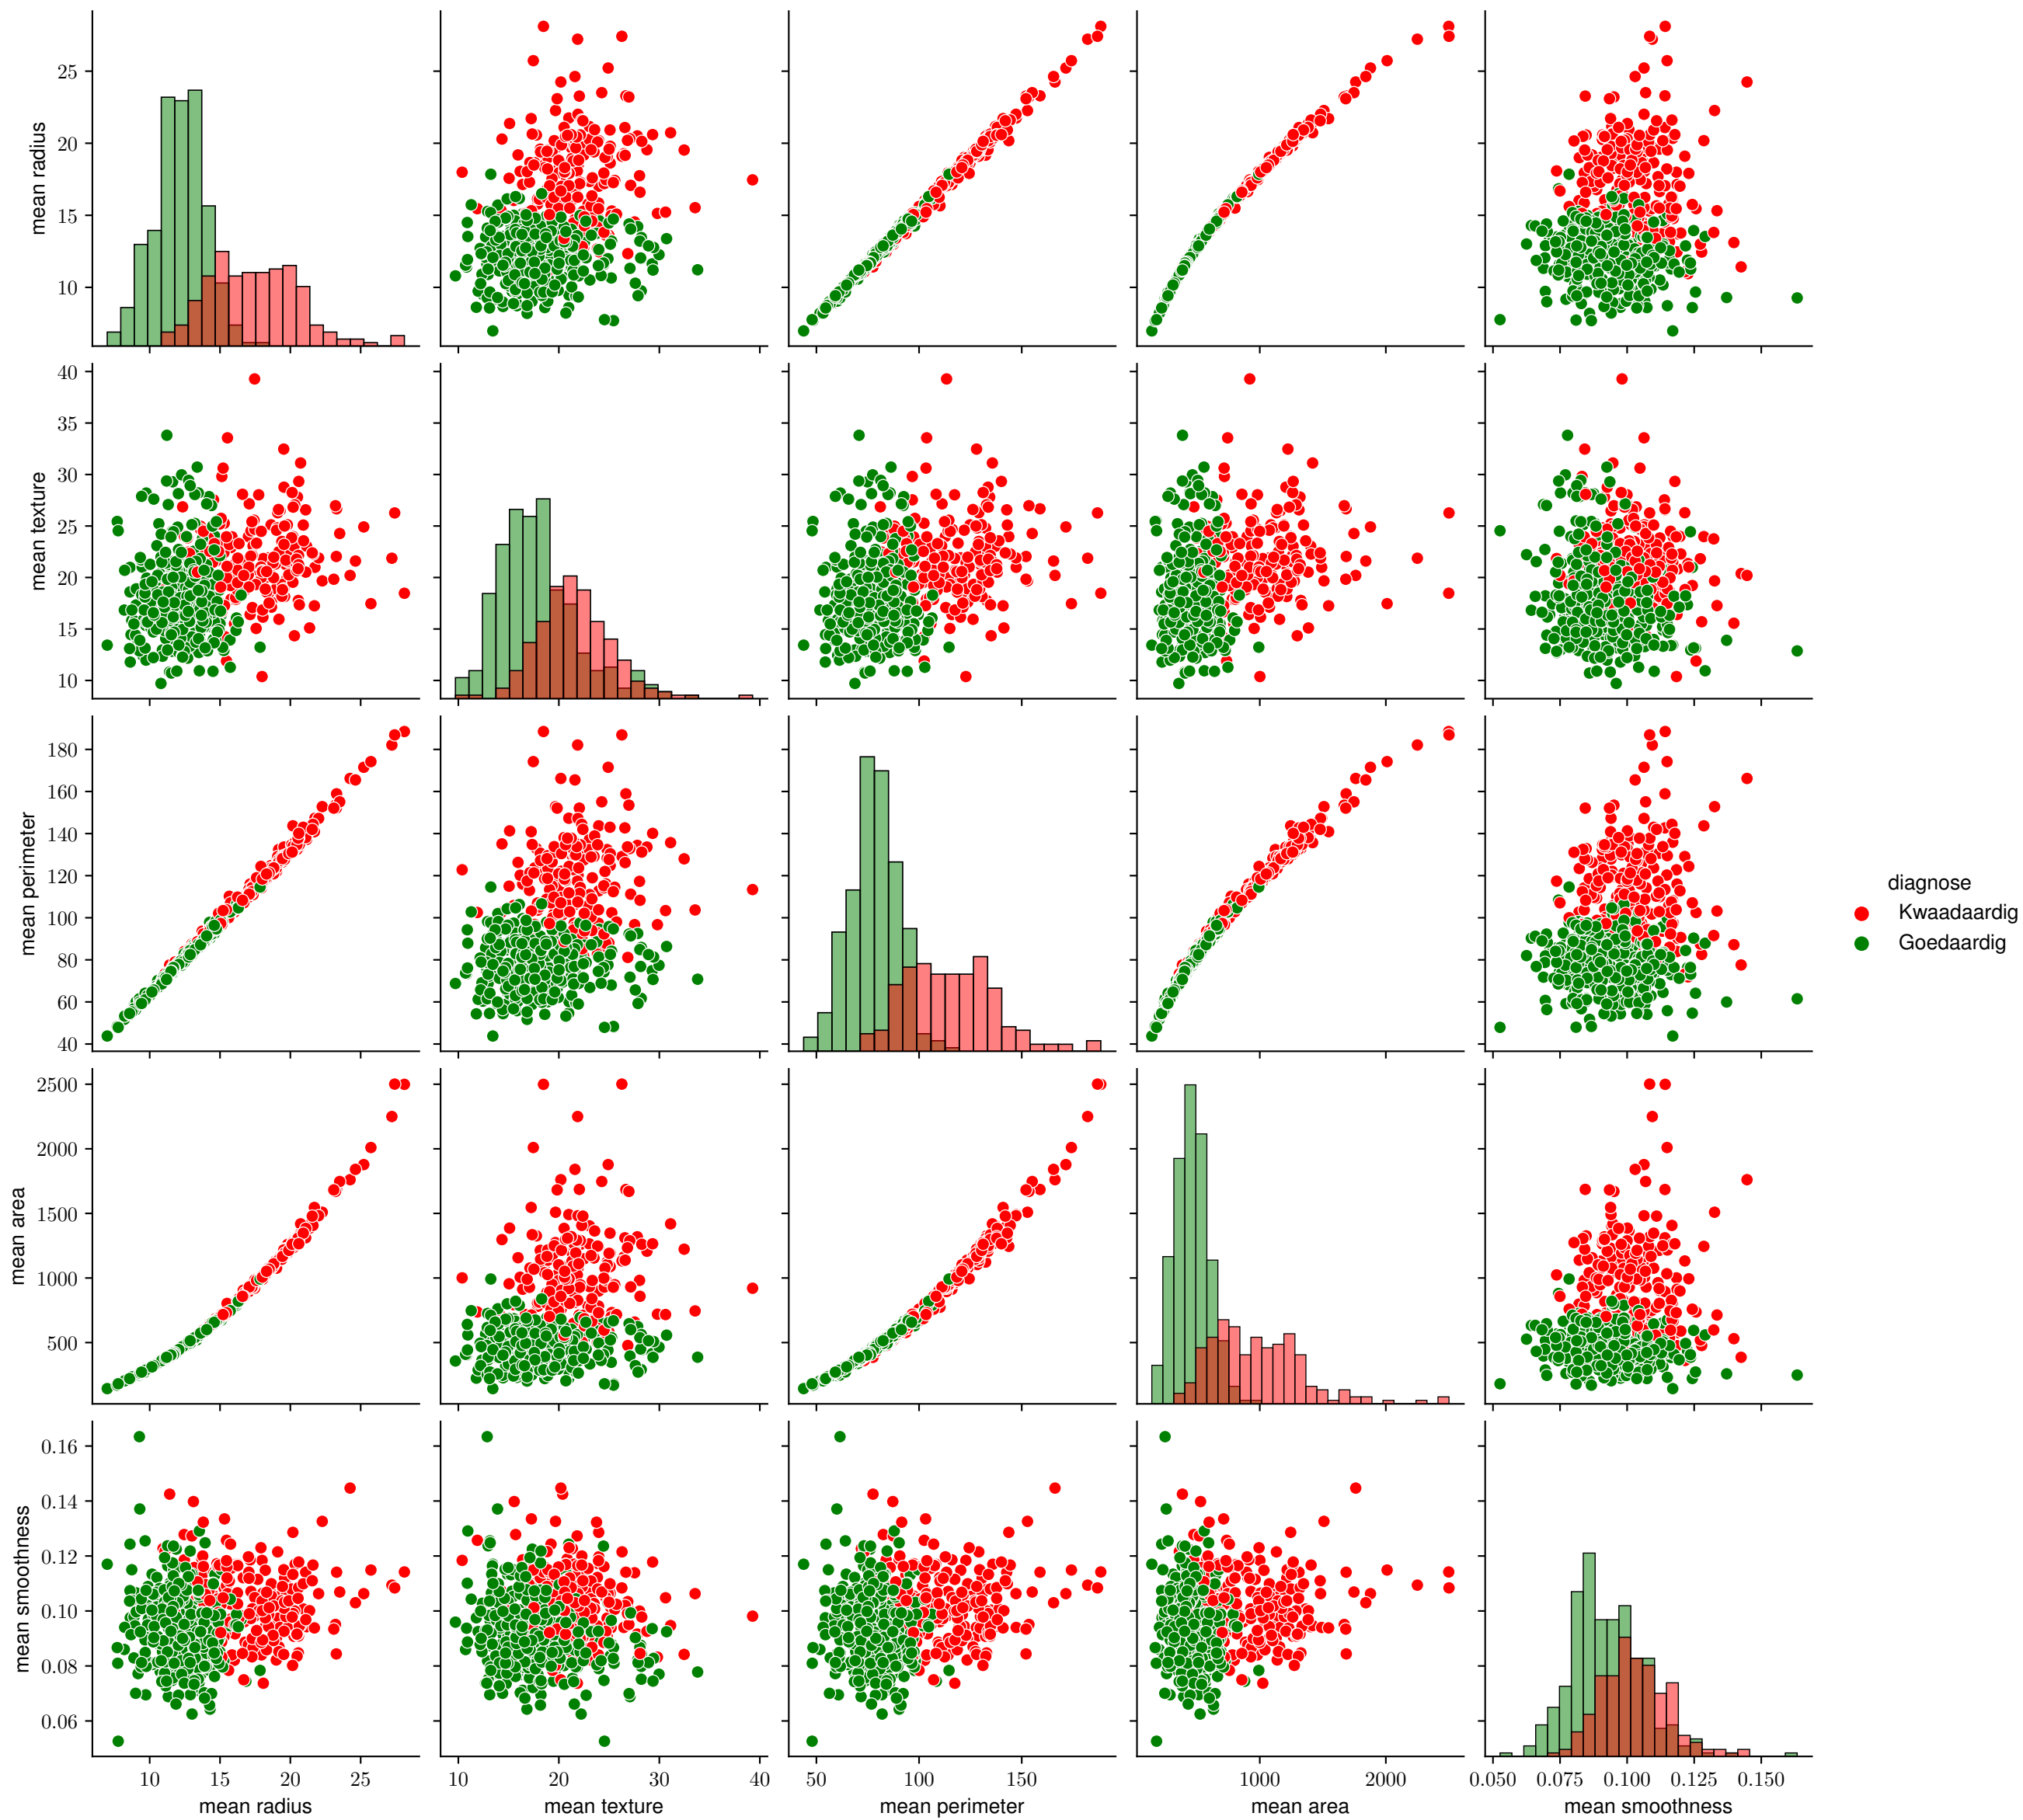 25
20
15
10
mean radius
40
35
30
25
20
15
10
mean texture
180
160
140
120
100
80
60
40
mean perimeter
diagnose
Kwaadaardig
Goedaardig
2500
2000
1500
1000
500
mean area
0.16
0.14
0.12
0.10
0.08
0.06
mean smoothness
10 15 20 25
10 20 30 40
50 100 150
1000 2000
0.050 0.075 0.100 0.125 0.150
mean radius
mean texture
mean perimeter
mean area
mean smoothness